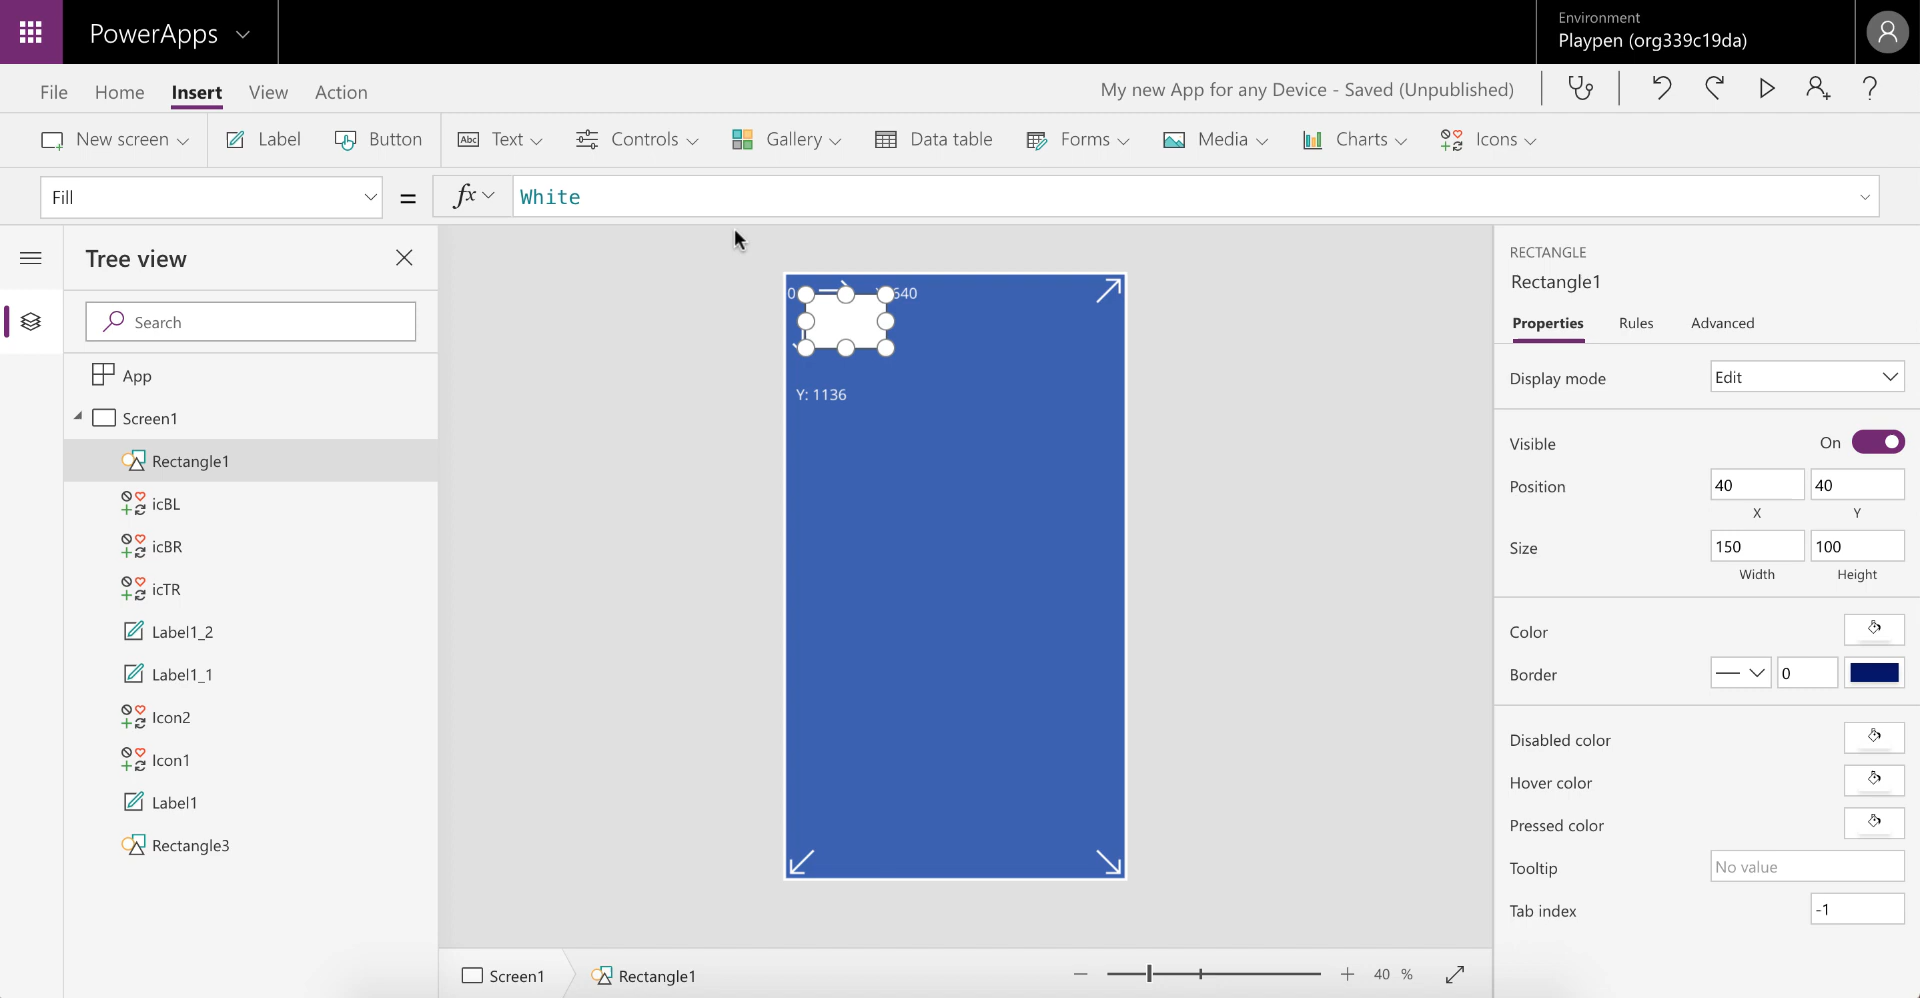 PowerApps
Environment
Playpen (org339c19da)
File Home Insert View Action
My new App for any Device - Saved (Unpublished)
New screen Label Button Abc Text Controls Gallery Data table Forms Media Charts Icons
Fill = fx White
Tree view
Search
App
Screen1
Rectangle1
icBL
icBR
icTR
Label1_2
Label1_1
Icon2
Icon1
Label1
Rectangle3
0 640
Y: 1136
Screen1 Rectangle1
40 %
RECTANGLE
Rectangle1
Properties Rules Advanced
Display mode Edit
Visible On
Position 40 40
X Y
Size 150 100
Width Height
Color
Border 0
Disabled color
Hover color
Pressed color
Tooltip No value
Tab index -1